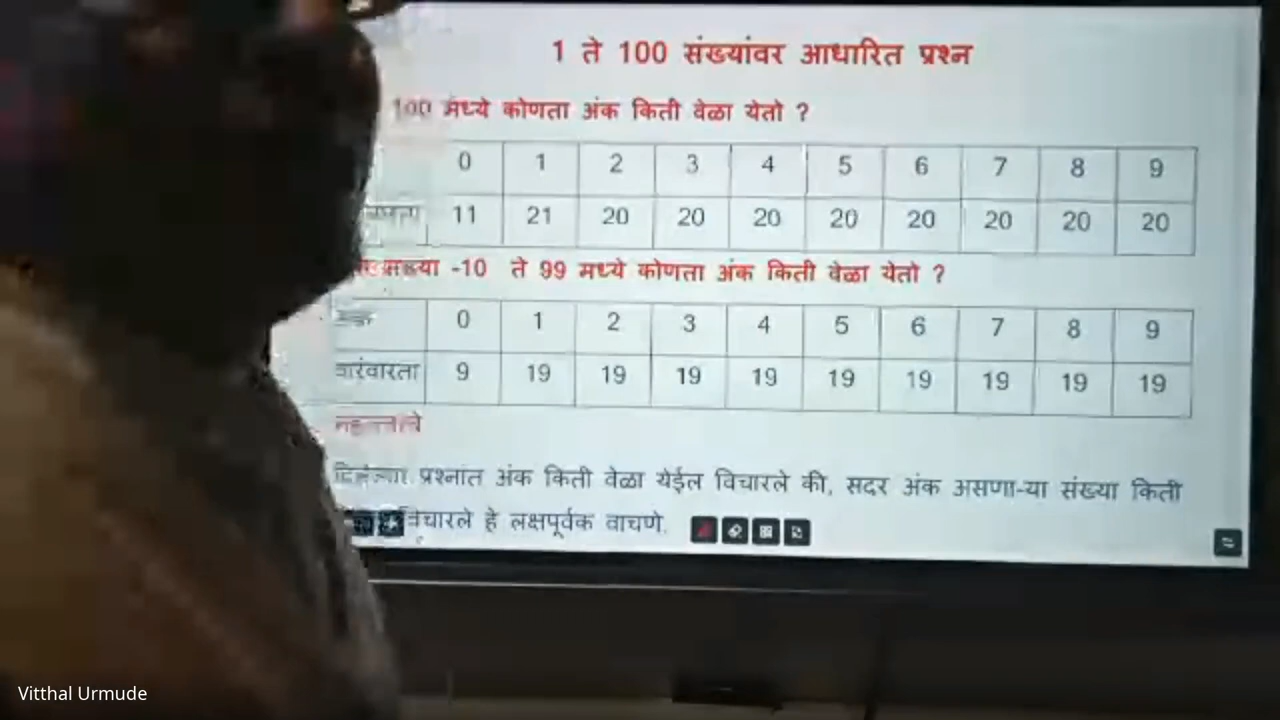 1 ते 100 संख्यांवर आधारित प्रश्न
100 मध्ये कोणता अंक किती वेळा येतो ?
0 1 2 3 4 5 6 7 8 9
11 21 20 20 20 20 20 20 20 20
-10 ते 99 मध्ये कोणता अंक किती वेळा येतो ?
अंक 0 1 2 3 4 5 6 7 8 9
वारंवारता 9 19 19 19 19 19 19 19 19 19
प्रश्नांत अंक किती वेळा येईल विचारले की, सदर अंक असणा-या संख्या किती
विचारले हे लक्षपूर्वक वाचणे.
Vitthal Urmude